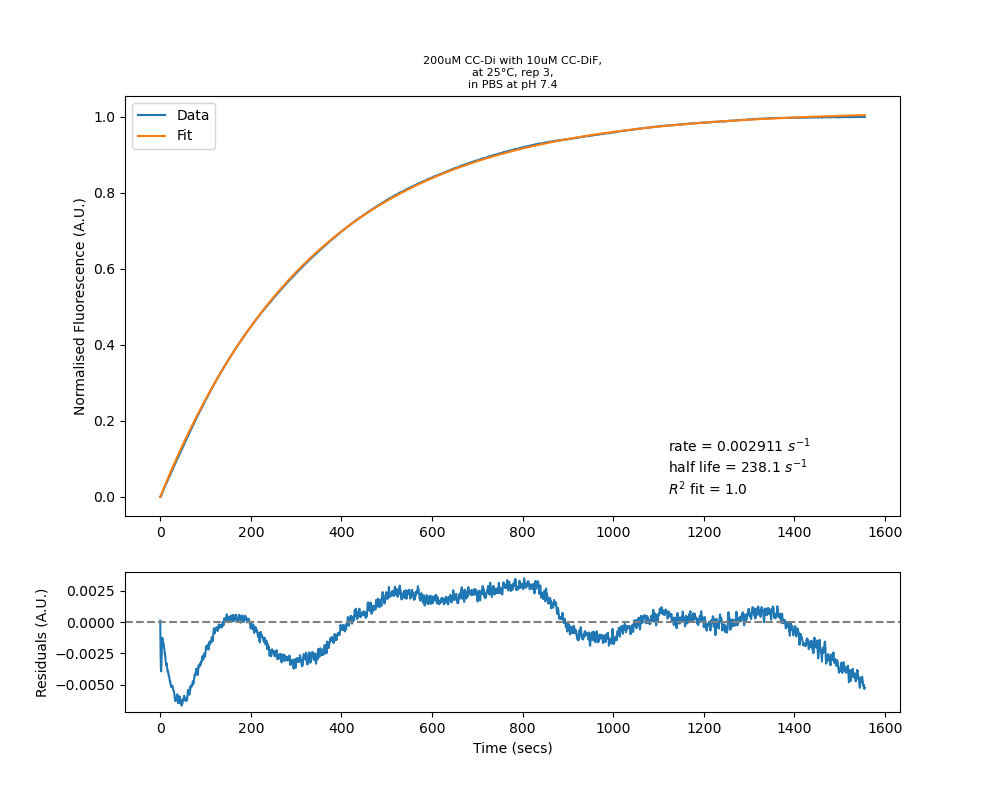 200uM CC-Di with 10uM CC-DiF,
at 25°C, rep 3,
in PBS at pH 7.4
Normalised Fluorescence (A.U.)
1.0
0.8
0.6
0.4
0.2
0.0
Data
Fit
rate = 0.002911 s⁻¹
half life = 238.1 s⁻¹
R² fit = 1.0
0 200 400 600 800 1000 1200 1400 1600
Residuals (A.U.)
0.0025
0.0000
−0.0025
−0.0050
0 200 400 600 800 1000 1200 1400 1600
Time (secs)